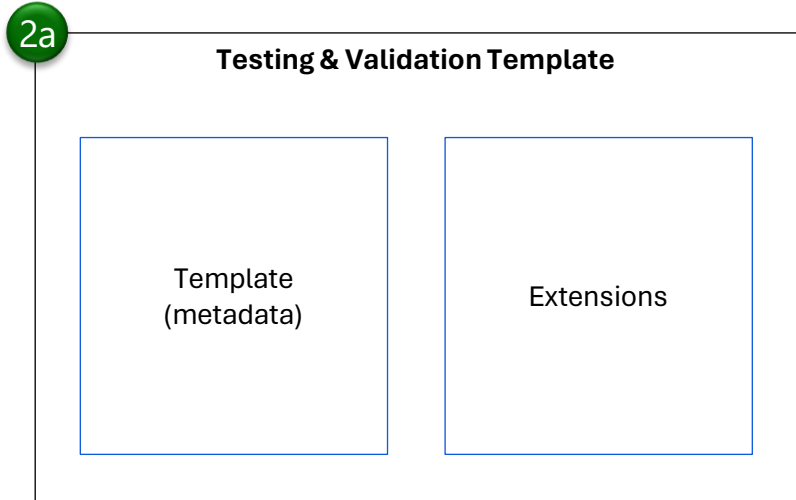 2a
Testing & Validation Template
Template
(metadata)
Extensions